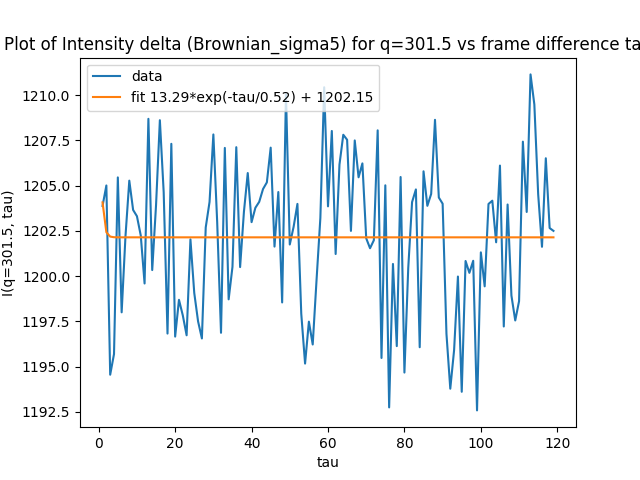 Plot of Intensity delta (Brownian_sigma5) for q=301.5 vs frame difference ta
data
fit 13.29*exp(-tau/0.52) + 1202.15
I(q=301.5, tau)
1210.0
1207.5
1205.0
1202.5
1200.0
1197.5
1195.0
1192.5
0 20 40 60 80 100 120
tau